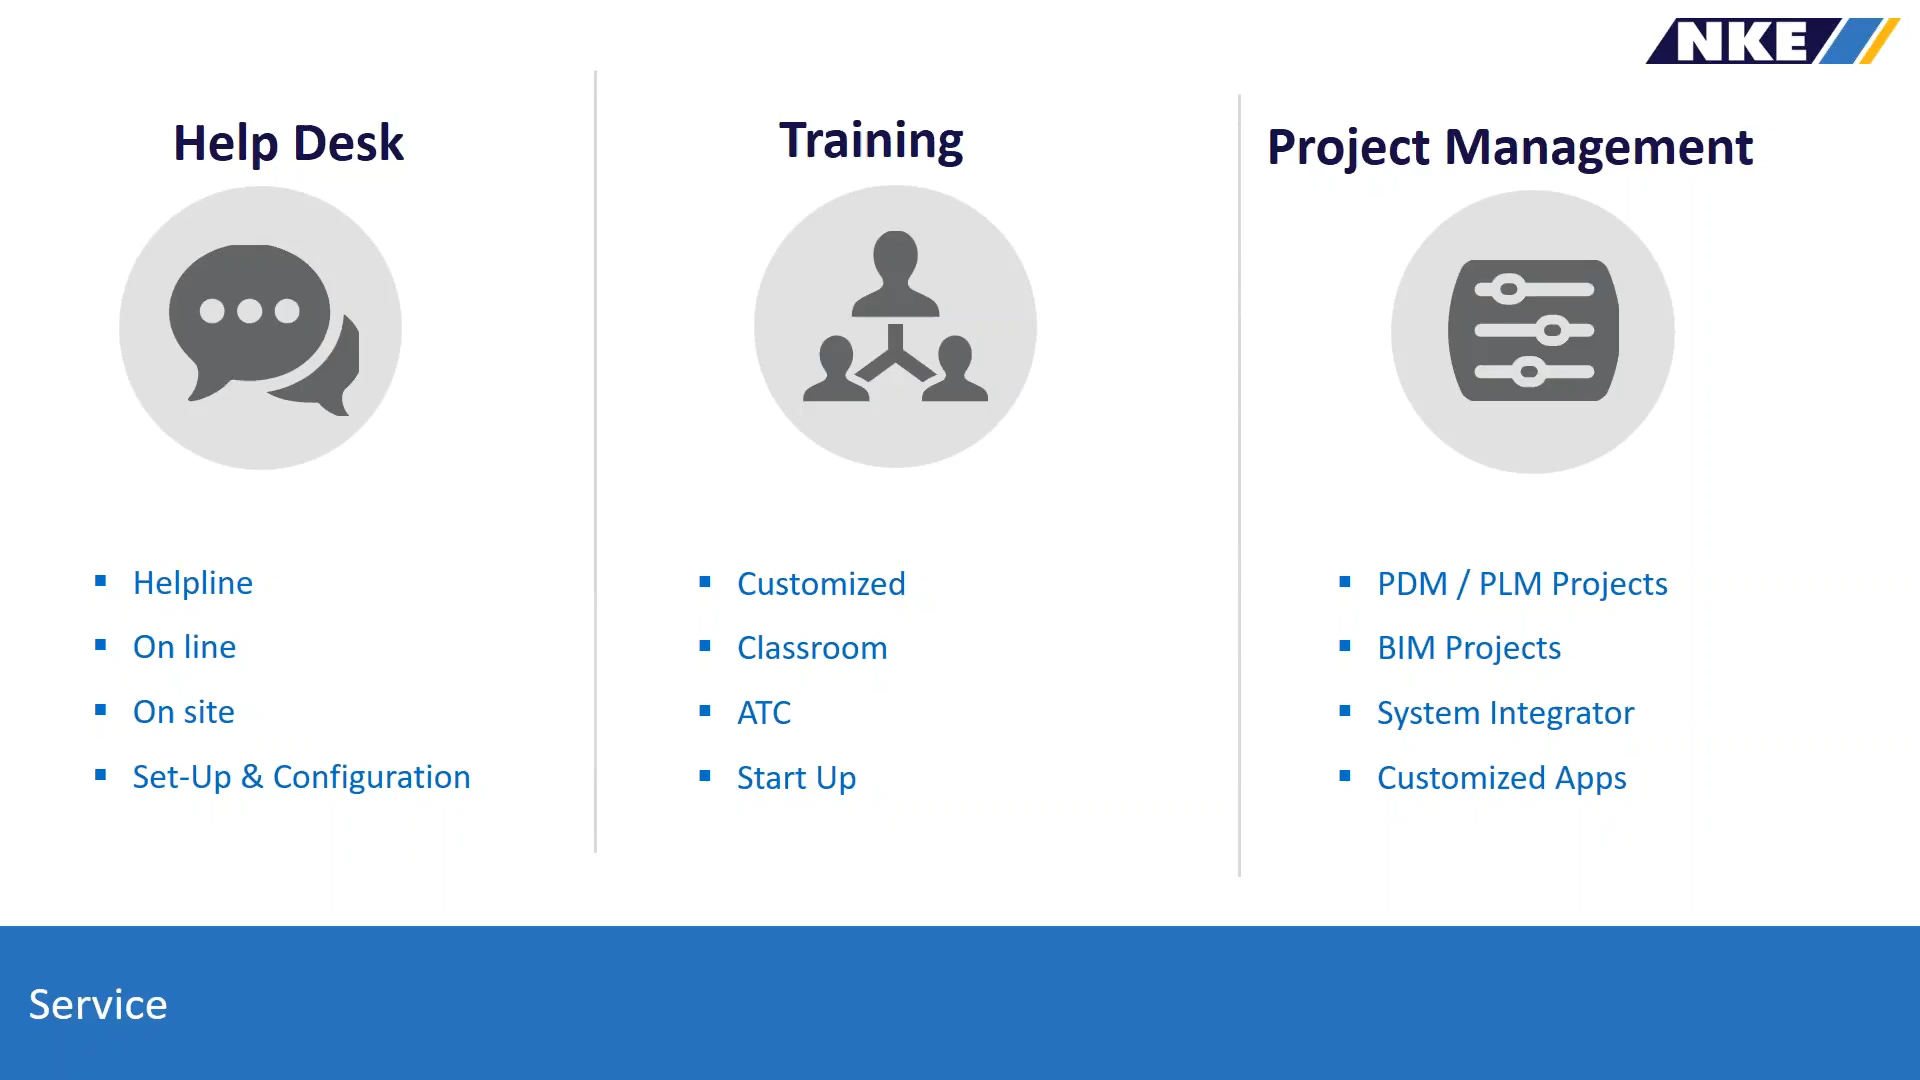 NKE
Help Desk
Helpline
On line
On site
Set-Up & Configuration
Training
Customized
Classroom
ATC
Start Up
Project Management
PDM / PLM Projects
BIM Projects
System Integrator
Customized Apps
Service